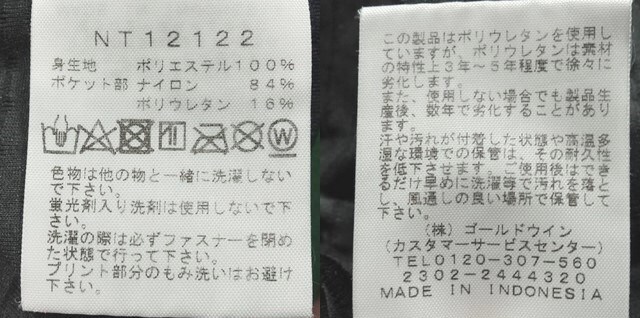 NT12122
身生地 ポリエステル100%
ポケット部 ナイロン 84%
ポリウレタン 16%
W
色物は他の物と一緒に洗濯しない
で下さい。
蛍光剤入り洗剤は使用しないで下
さい。
洗濯の際は必ずファスナーを閉め
た状態で行って下さい。
プリント部分のもみ洗いはお避け
下さい。
この製品はポリウレタンを使用し
ていますが、ポリウレタンは素材
の特性上3年～5年程度で徐々に
劣化します。
また、使用しない場合でも製品生
産後、数年で劣化することがあり
ます。
汗や汚れが付着した状態や高温多
湿な環境での保管は、その耐久性
を低下させます。ご使用後はでき
るだけ早めに洗濯等で汚れを落と
し、風通しの良い場所で保管して
下さい。
(株) ゴールドウイン
(カスタマーサービスセンター)
TEL0120-307-560
2302-2444320
MADE IN INDONESIA